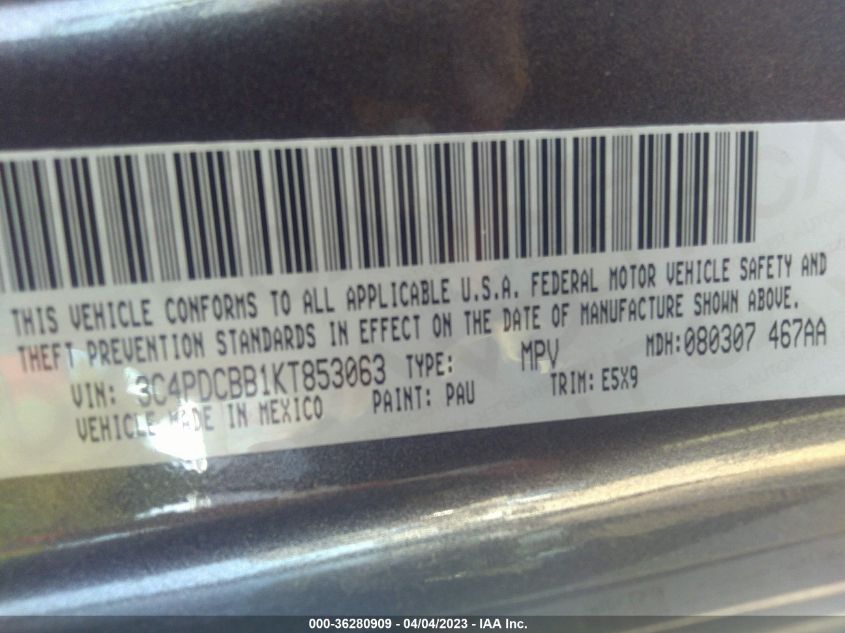 THIS VEHICLE CONFORMS TO ALL APPLICABLE U.S.A. FEDERAL MOTOR VEHICLE SAFETY AND
THEFT PREVENTION STANDARDS IN EFFECT ON THE DATE OF MANUFACTURE SHOWN ABOVE.
VIN: 3C4PDCBB1KT853063 TYPE: MPV MDH:080307 467AA
VEHICLE MADE IN MEXICO PAINT: PAU TRIM: E5X9
000-36280909 - 04/04/2023 - IAA Inc.